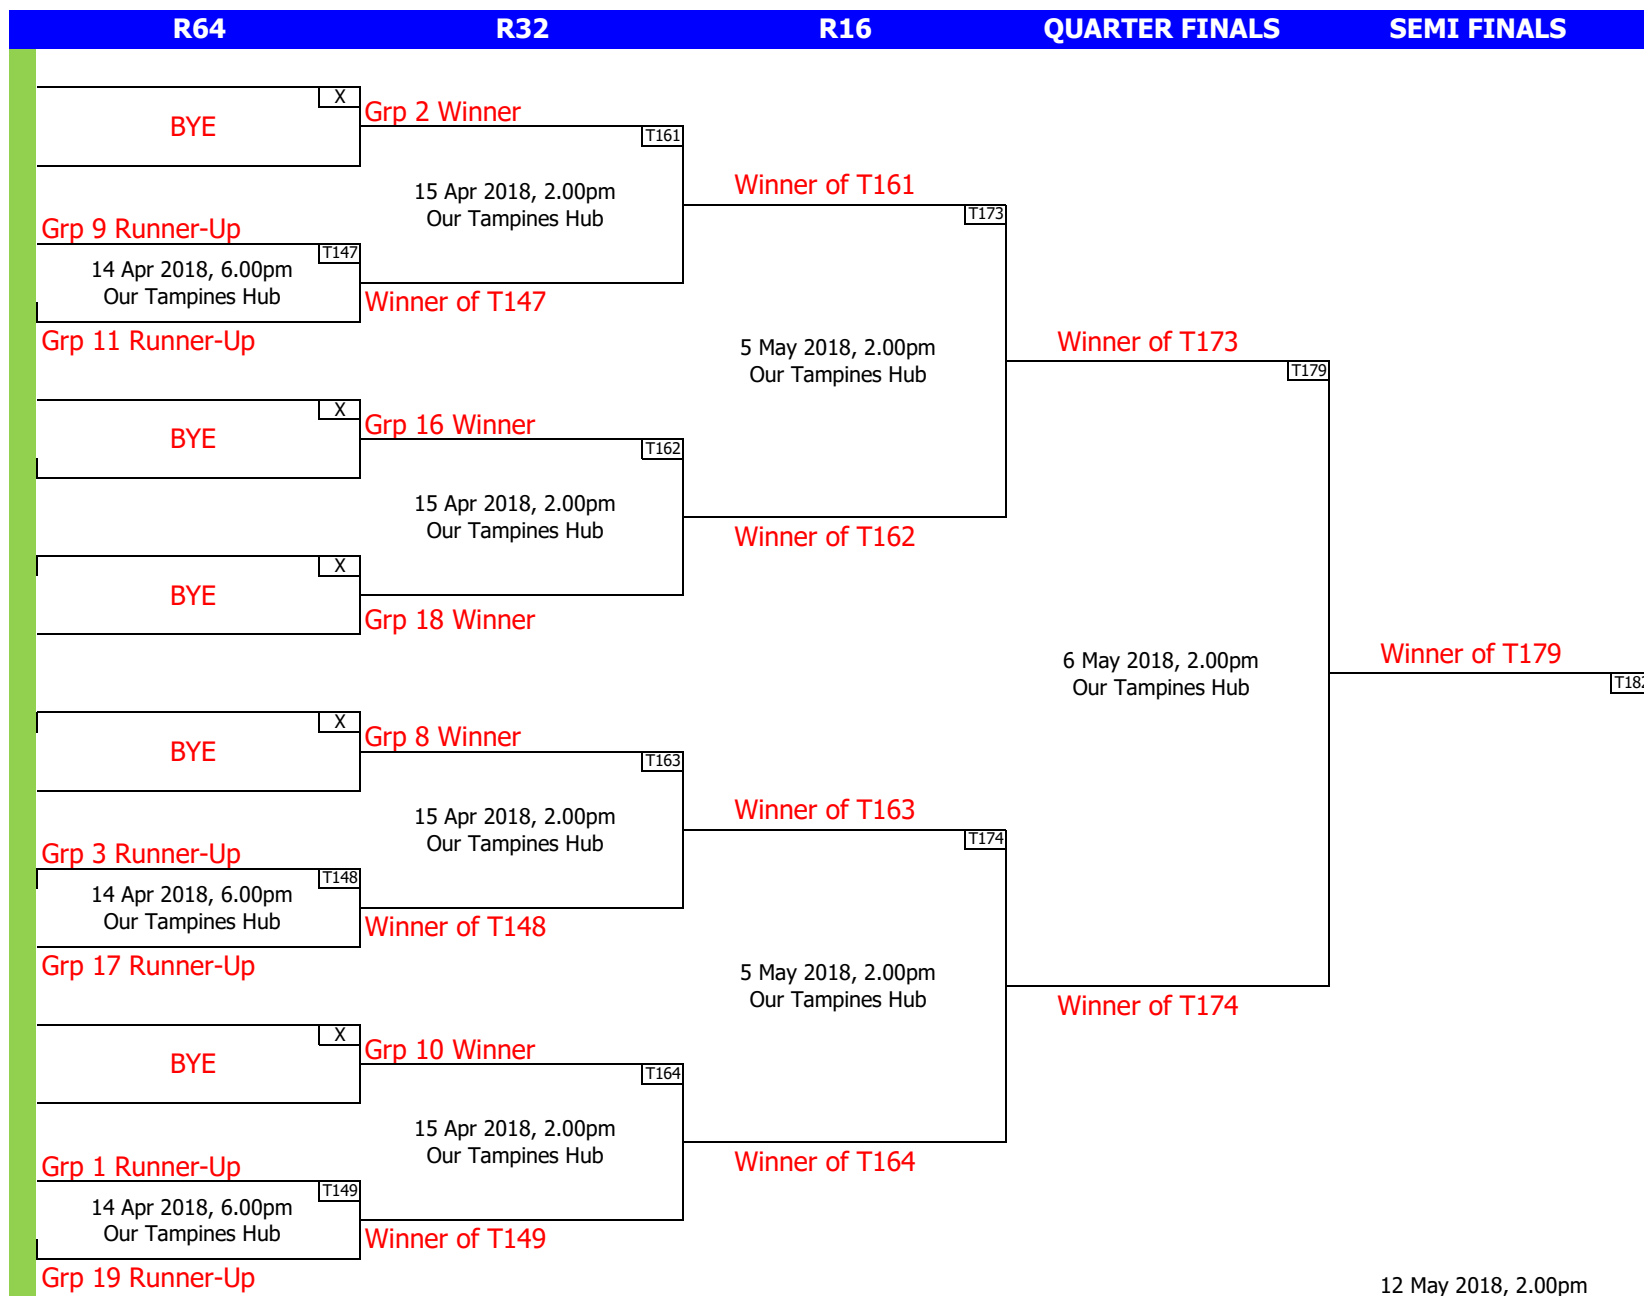 R64 R32 R16 QUARTER FINALS SEMI FINALS
X
Grp 2 Winner
BYE
T161
15 Apr 2018, 2.00pm
Our Tampines Hub
Winner of T161
T173
Grp 9 Runner-Up
T147
14 Apr 2018, 6.00pm
Our Tampines Hub
Winner of T147
Grp 11 Runner-Up
5 May 2018, 2.00pm
Our Tampines Hub
Winner of T173
T179
X
Grp 16 Winner
BYE
T162
15 Apr 2018, 2.00pm
Our Tampines Hub
Winner of T162
X
BYE
Grp 18 Winner
6 May 2018, 2.00pm
Our Tampines Hub
Winner of T179
T182
X
Grp 8 Winner
BYE
T163
15 Apr 2018, 2.00pm
Our Tampines Hub
Winner of T163
T174
Grp 3 Runner-Up
T148
14 Apr 2018, 6.00pm
Our Tampines Hub
Winner of T148
Grp 17 Runner-Up
5 May 2018, 2.00pm
Our Tampines Hub
Winner of T174
X
Grp 10 Winner
BYE
T164
15 Apr 2018, 2.00pm
Our Tampines Hub
Winner of T164
Grp 1 Runner-Up
T149
14 Apr 2018, 6.00pm
Our Tampines Hub
Winner of T149
Grp 19 Runner-Up
12 May 2018, 2.00pm